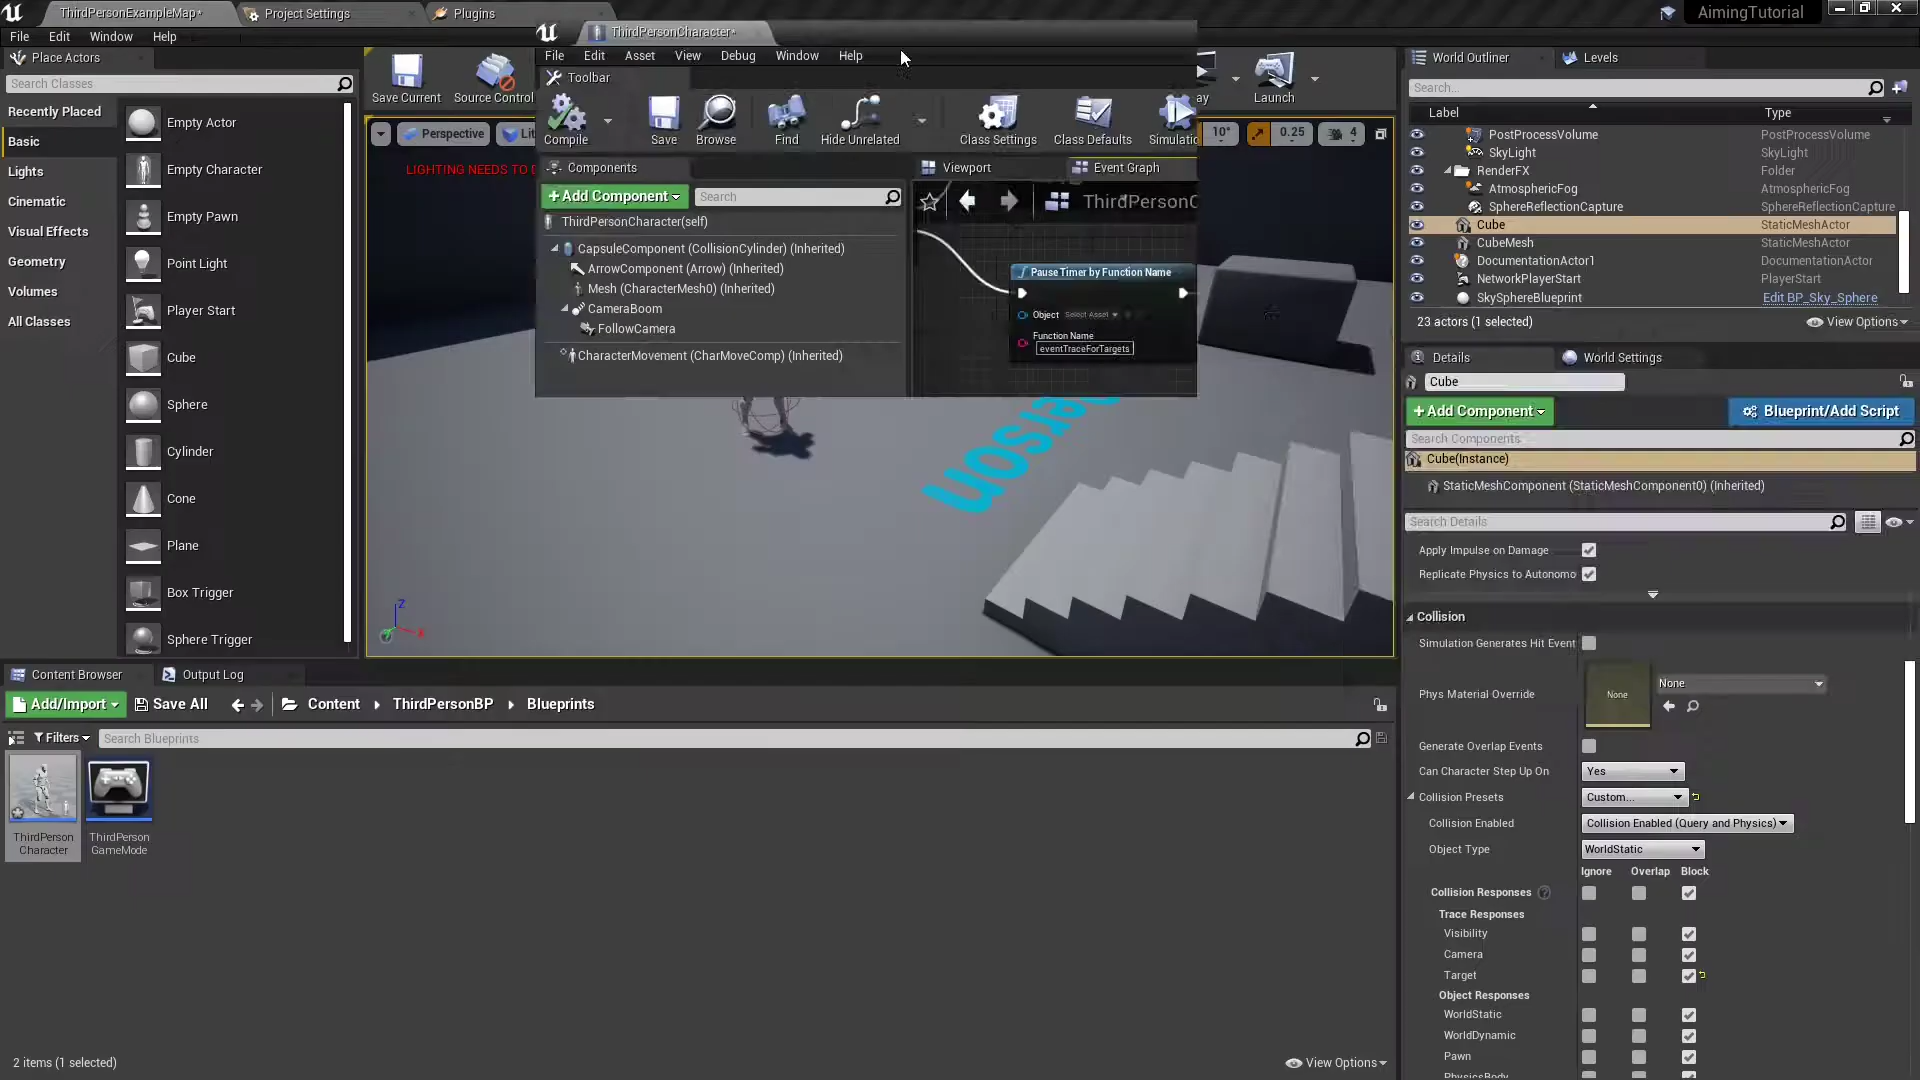 ThirdPersonExampleMap*
Project Settings
Plugins
AimingTutorial
File Edit Window Help
ThirdPersonCharacter*
File Edit Asset View Debug Window Help
Place Actors
Search Classes
Recently Placed
Basic
Lights
Cinematic
Visual Effects
Geometry
Volumes
All Classes
Empty Actor
Empty Character
Empty Pawn
Point Light
Player Start
Cube
Sphere
Cylinder
Cone
Plane
Box Trigger
Sphere Trigger
Save Current
Source Control
Launch
Perspective
Lit
LIGHTING NEEDS TO
10°
0.25
4
Toolbar
Compile
Save
Browse
Find
Hide Unrelated
Class Settings
Class Defaults
Components
+Add Component
Search
ThirdPersonCharacter(self)
CapsuleComponent (CollisionCylinder) (Inherited)
ArrowComponent (Arrow) (Inherited)
Mesh (CharacterMesh0) (Inherited)
CameraBoom
FollowCamera
CharacterMovement (CharMoveComp) (Inherited)
Viewport
Event Graph
ThirdPersonC
Pause Timer by Function Name
Object Select Asset
Function Name
eventTraceForTargets
erson
Z
X
World Outliner
Levels
Search...
Label
Type
PostProcessVolume PostProcessVolume
SkyLight SkyLight
RenderFX Folder
AtmosphericFog AtmosphericFog
SphereReflectionCapture SphereReflectionCapture
Cube StaticMeshActor
CubeMesh StaticMeshActor
DocumentationActor1 DocumentationActor
NetworkPlayerStart PlayerStart
SkySphereBlueprint Edit BP_Sky_Sphere
23 actors (1 selected)
View Options
Details
World Settings
Cube
+Add Component
Blueprint/Add Script
Search Components
Cube(Instance)
StaticMeshComponent (StaticMeshComponent0) (Inherited)
Search Details
Apply Impulse on Damage
Replicate Physics to Autonomo
Collision
Simulation Generates Hit Event
Phys Material Override
None
None
Generate Overlap Events
Can Character Step Up On
Yes
Collision Presets
Custom...
Collision Enabled
Collision Enabled (Query and Physics)
Object Type
WorldStatic
Ignore Overlap Block
Collision Responses
Trace Responses
Visibility
Camera
Target
Object Responses
WorldStatic
WorldDynamic
Pawn
PhysicsBody
Content Browser
Output Log
Add/Import
Save All
Content
ThirdPersonBP
Blueprints
Filters
Search Blueprints
ThirdPerson
Character
ThirdPerson
GameMode
2 items (1 selected)
View Options